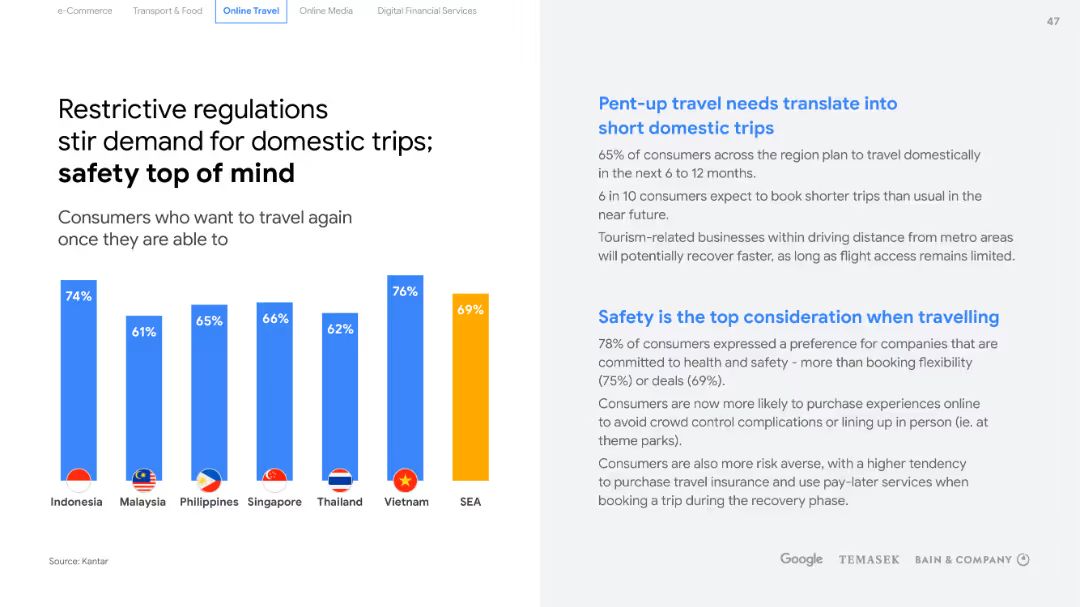 e-Commerce Transport & Food Online Travel Online Media Digital Financial Services
47
Restrictive regulations
stir demand for domestic trips;
safety top of mind
Consumers who want to travel again
once they are able to
74% 61% 65% 66% 62% 76% 69%
Indonesia Malaysia Philippines Singapore Thailand Vietnam SEA
Source: Kantar
Pent-up travel needs translate into
short domestic trips
65% of consumers across the region plan to travel domestically
in the next 6 to 12 months.
6 in 10 consumers expect to book shorter trips than usual in the
near future.
Tourism-related businesses within driving distance from metro areas
will potentially recover faster, as long as flight access remains limited.
Safety is the top consideration when travelling
78% of consumers expressed a preference for companies that are
committed to health and safety - more than booking flexibility
(75%) or deals (69%).
Consumers are now more likely to purchase experiences online
to avoid crowd control complications or lining up in person (ie. at
theme parks).
Consumers are also more risk averse, with a higher tendency
to purchase travel insurance and use pay-later services when
booking a trip during the recovery phase.
Google TEMASEK BAIN & COMPANY